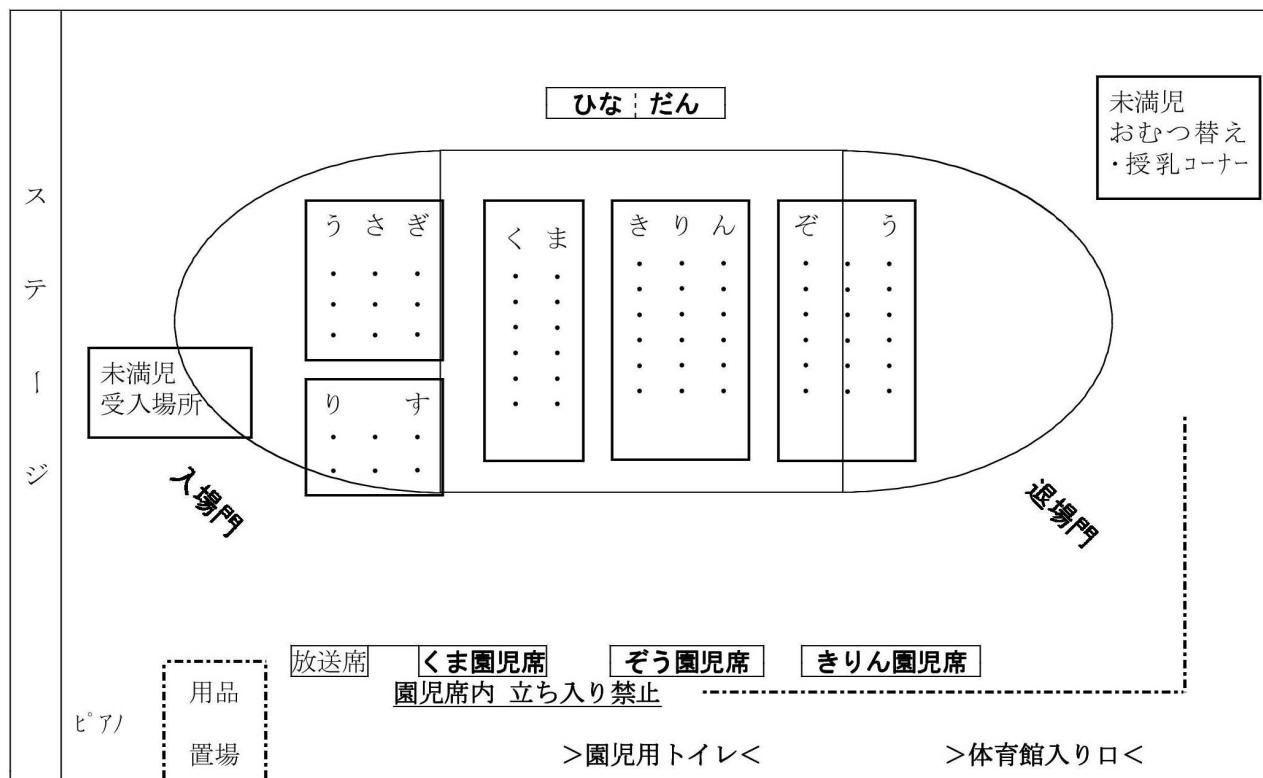 ひな だん
未満児
おむつ替え
・授乳コーナー
ステージ
うさぎ
くま
きりん
ぞう
未満児
受入場所
りす
入場門
退場門
放送席
くま園児席
ぞう園児席
きりん園児席
園児席内 立ち入り禁止
用品
置場
ピアノ
>園児用トイレ<
>体育館入り口<